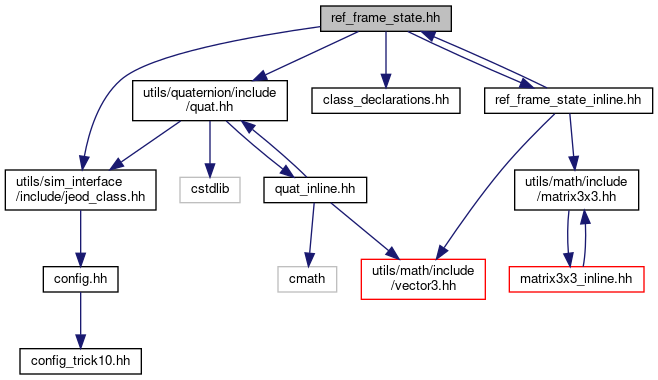 ref_frame_state.hh
utils/quaternion/include
/quat.hh
class_declarations.hh
ref_frame_state_inline.hh
utils/sim_interface
/include/jeod_class.hh
cstdlib
quat_inline.hh
utils/math/include
/matrix3x3.hh
config.hh
cmath
utils/math/include
/vector3.hh
matrix3x3_inline.hh
config_trick10.hh